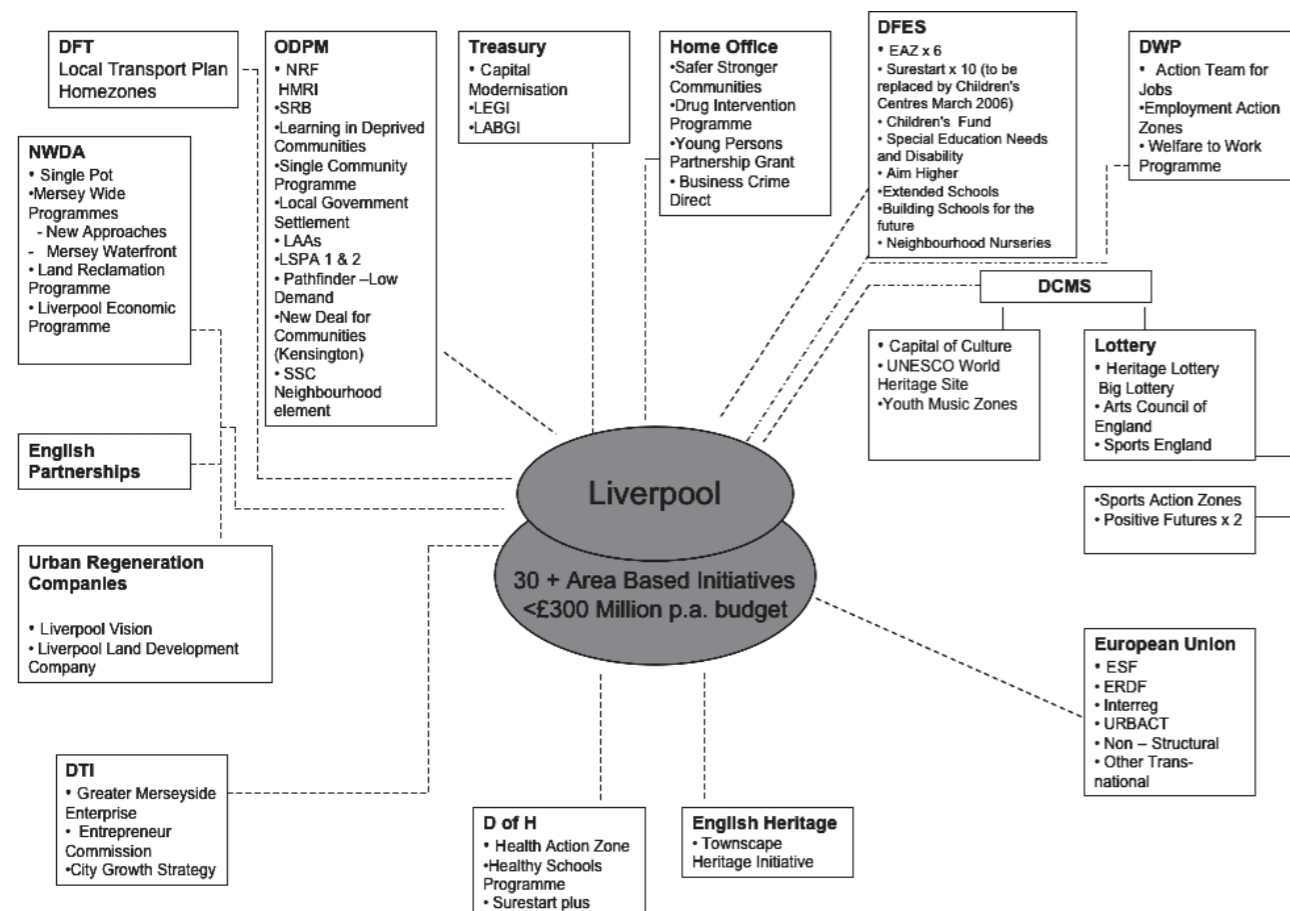 DFT
Local Transport Plan
Homezones
ODPM
• NRF
HMRI
•SRB
•Learning in Deprived
Communities
•Single Community
Programme
•Local Government
Settlement
• LAAs
•LSPA 1 & 2
• Pathfinder –Low
Demand
•New Deal for
Communities
(Kensington)
• SSC
Neighbourhood
element
Treasury
• Capital
Modernisation
•LEGI
•LABGI
Home Office
•Safer Stronger
Communities
•Drug Intervention
Programme
•Young Persons
Partnership Grant
• Business Crime
Direct
DFES
• EAZ x 6
• Surestart x 10 (to be
replaced by Children's
Centres March 2006)
• Children's Fund
• Special Education Needs
and Disability
• Aim Higher
•Extended Schools
•Building Schools for the
future
• Neighbourhood Nurseries
DWP
• Action Team for
Jobs
•Employment Action
Zones
• Welfare to Work
Programme
NWDA
• Single Pot
•Mersey Wide
Programmes
- New Approaches
- Mersey Waterfront
• Land Reclamation
Programme
• Liverpool Economic
Programme
DCMS
• Capital of Culture
• UNESCO World
Heritage Site
•Youth Music Zones
Lottery
• Heritage Lottery
Big Lottery
• Arts Council of
England
• Sports England
•Sports Action Zones
• Positive Futures x 2
English
Partnerships
Liverpool
30 + Area Based Initiatives
<£300 Million p.a. budget
Urban Regeneration
Companies
• Liverpool Vision
• Liverpool Land Development
Company
European Union
• ESF
• ERDF
• Interreg
• URBACT
• Non – Structural
• Other Trans-
national
DTI
• Greater Merseyside
Enterprise
• Entrepreneur
Commission
•City Growth Strategy
D of H
• Health Action Zone
•Healthy Schools
Programme
• Surestart plus
English Heritage
• Townscape
Heritage Initiative